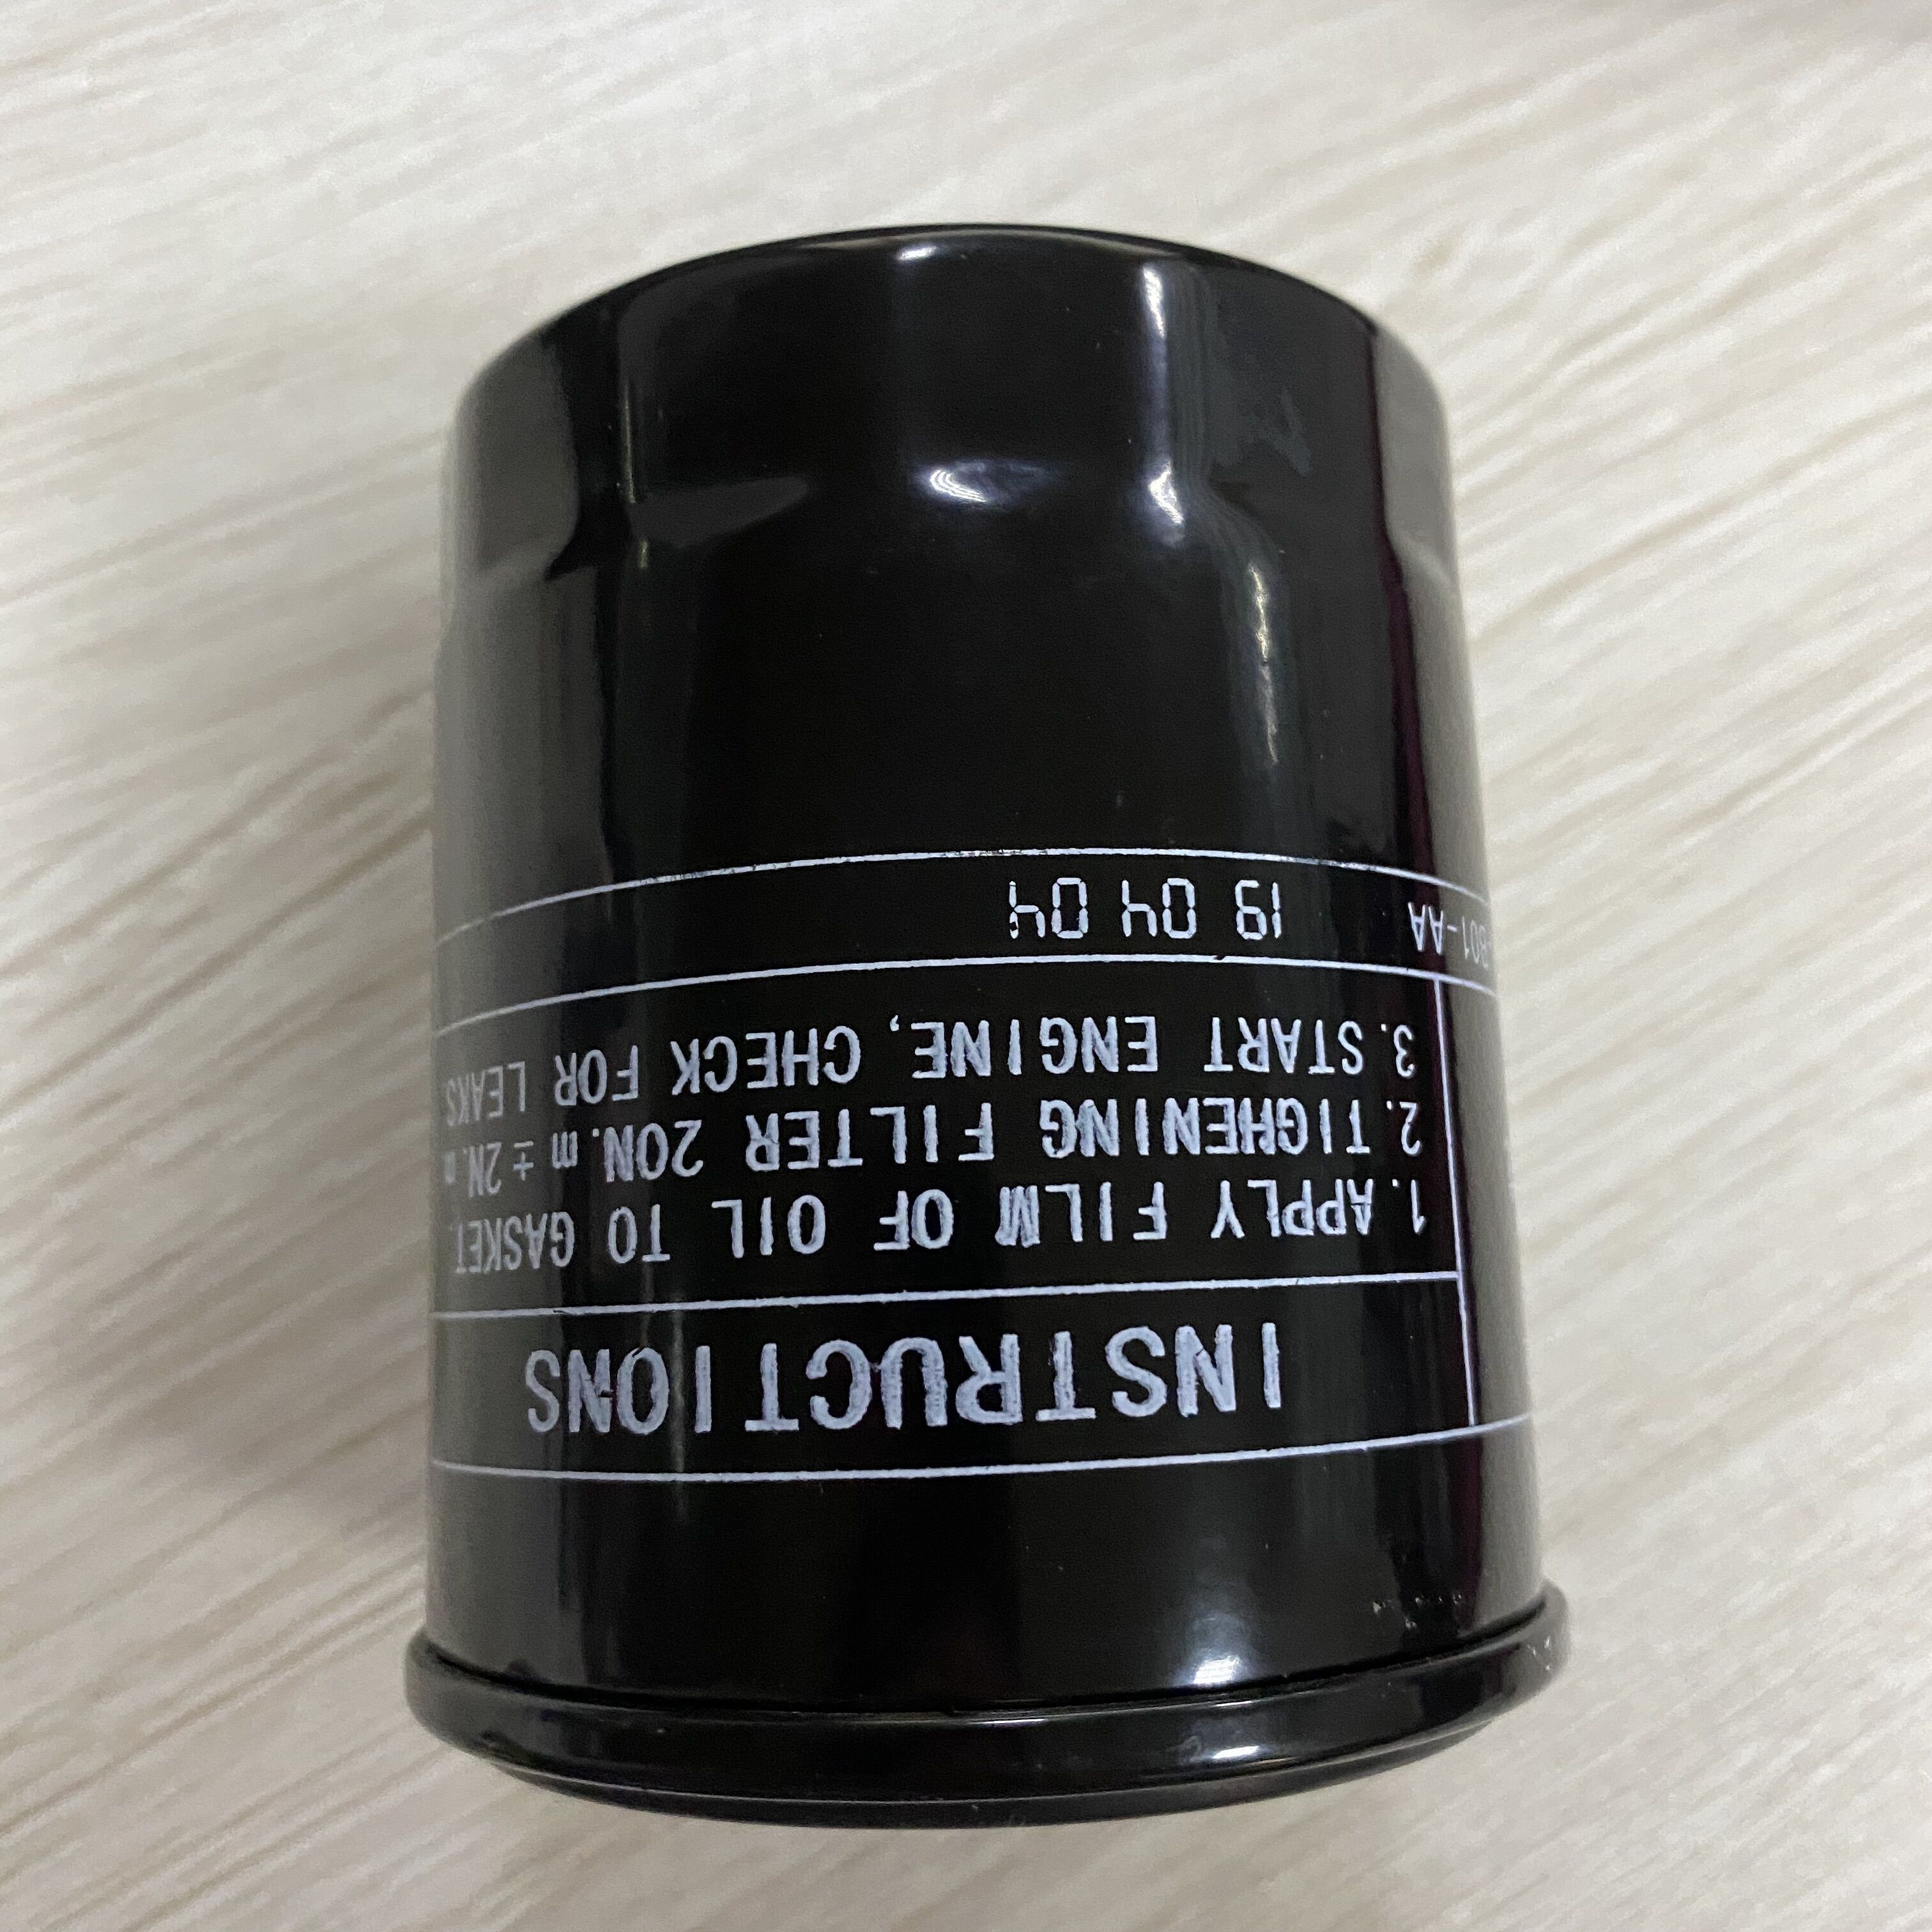 INSTRUCTIONS
1. APPLY FILM OF OIL TO GASKET.
2. TIGHENING FILTER 20N.m ± 2N.m
3. START ENGINE, CHECK FOR LEAKS.
B01-AA 19 04 04